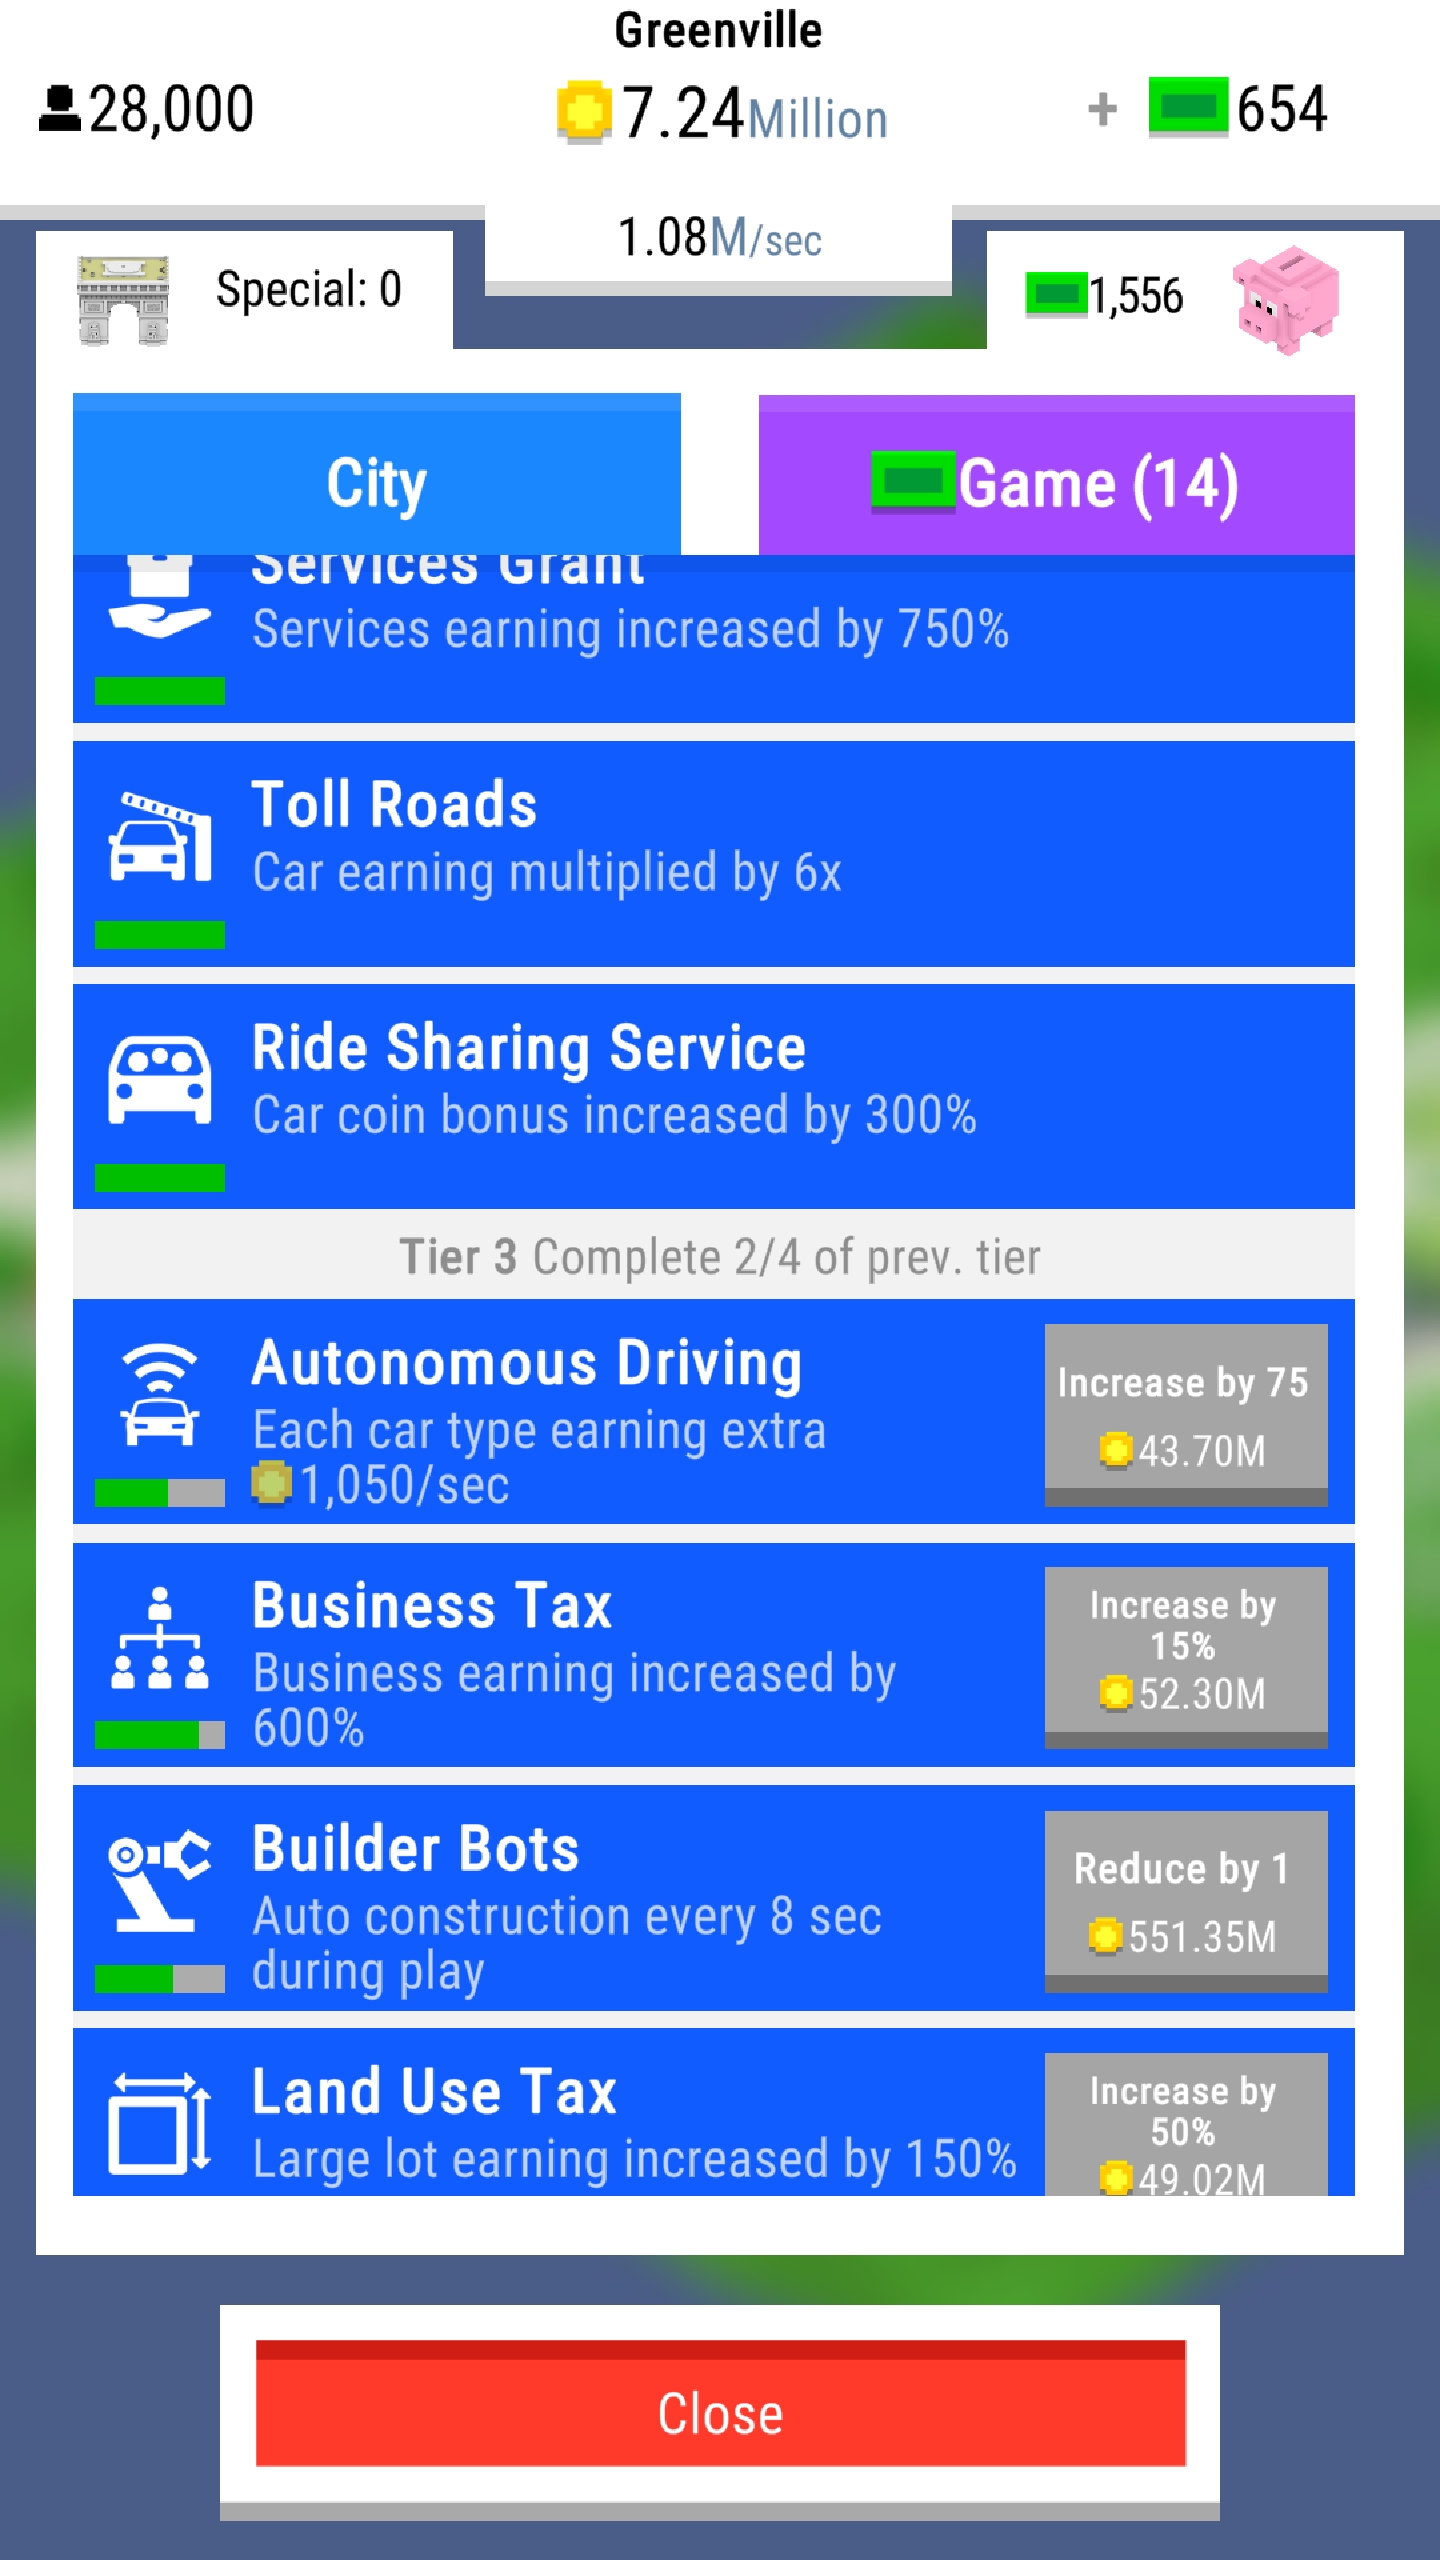 Greenville
28,000
7.24Million
+ 654
1.08M/sec
Special: 0
1,556
City
Game (14)
Services Grant
Services earning increased by 750%
Toll Roads
Car earning multiplied by 6x
Ride Sharing Service
Car coin bonus increased by 300%
Tier 3 Complete 2/4 of prev. tier
Autonomous Driving
Each car type earning extra
1,050/sec
Increase by 75
43.70M
Business Tax
Business earning increased by
600%
Increase by
15%
52.30M
Builder Bots
Auto construction every 8 sec
during play
Reduce by 1
551.35M
Land Use Tax
Large lot earning increased by 150%
Increase by
50%
49.02M
Close